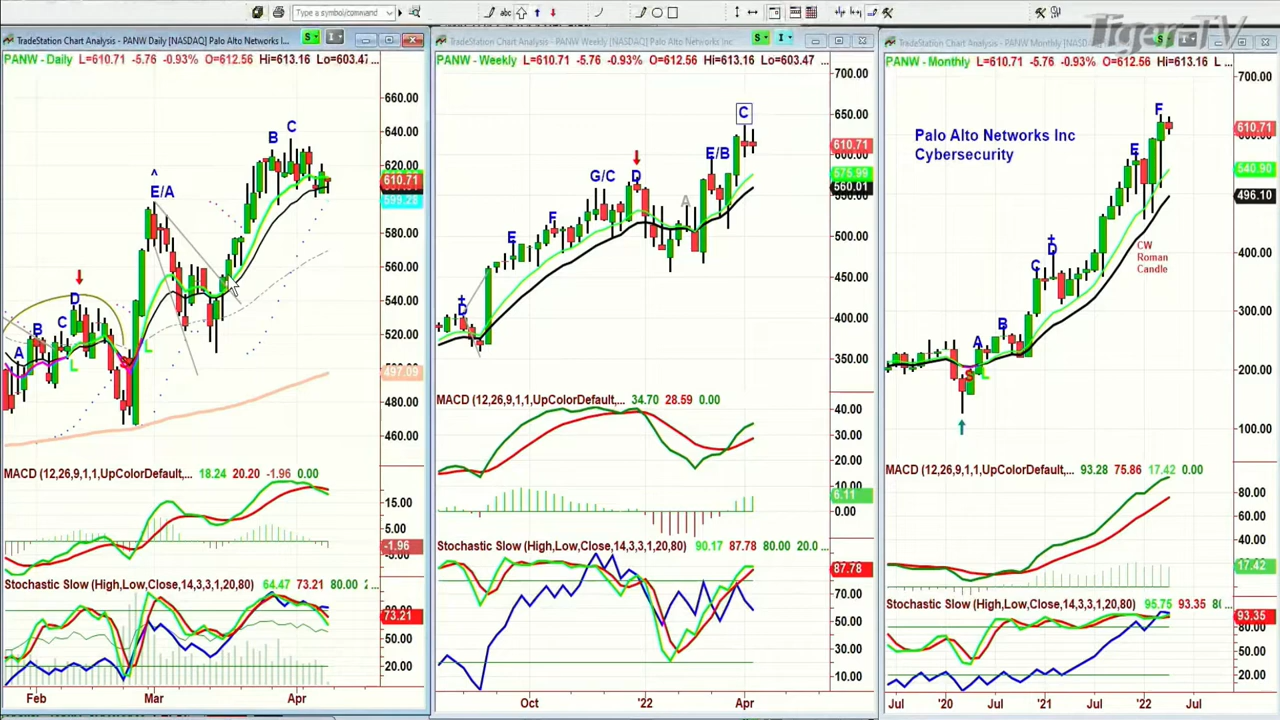 Type a symbol/command
abc
TigerTV
TradeStation Chart Analysis - PANW Daily [NASDAQ] Palo Alto Networks I...
S
I
PANW - Daily L=610.71 -5.76 -0.93% O=612.56 Hi=613.16 Lo=603.47...
660.00
640.00
620.00
610.71
599.28
580.00
560.00
540.00
520.00
497.09
480.00
460.00
A
B
C
D
L
L
^
E/A
B
C
MACD (12,26,9,1,1,UpColorDefault,... 18.24 20.20 -1.96 0.00
15.00
5.00
-1.96
Stochastic Slow (High,Low,Close,14,3,3,1,20,80) 64.47 73.21 80.00 2...
73.21
50.00
20.00
Feb Mar Apr
TradeStation Chart Analysis - PANW Weekly [NASDAQ] Palo Alto Networks Inc
S
I
PANW - Weekly L=610.71 -5.76 -0.93% O=612.56 Hi=613.16 Lo=603.47
700.00
650.00
610.71
600.00
575.99
560.01
500.00
450.00
400.00
350.00
D
E
F
G/C
D
A
E/B
C
MACD (12,26,9,1,1,UpColorDefault,... 34.70 28.59 0.00
40.00
30.00
20.00
10.00
6.11
0.00
Stochastic Slow (High,Low,Close,14,3,3,1,20,80) 90.17 87.78 80.00 20.0...
87.78
70.00
50.00
30.00
20.00
Oct '22 Apr
TradeStation Chart Analysis - PANW Monthly [NASDAQ] Palo Alto Networks
PANW - Monthly L=610.71 -5.76 -0.93% O=612.56 Hi=613.16 L...
Palo Alto Networks Inc
Cybersecurity
700.00
610.71
540.90
496.10
400.00
300.00
200.00
100.00
S
L
A
B
C
D
E
F
CW
Roman
Candle
MACD (12,26,9,1,1,UpColorDefault,... 93.28 75.86 17.42 0.00
80.00
60.00
40.00
17.42
Stochastic Slow (High,Low,Close,14,3,3,1,20,80) 95.75 93.35 8...
93.35
80.00
50.00
20.00
Jul '20 Jul '21 Jul '22 Jul